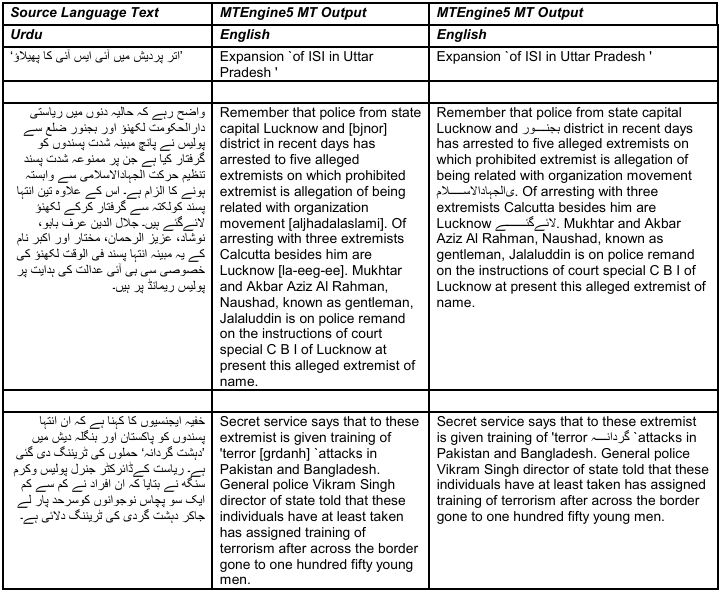 Source Language Text
MTEngine5 MT Output
MTEngine5 MT Output
Urdu
English
English
’اتر پردیش میں آئی ایس آئی کا پھیلاؤ‘
Expansion `of ISI in Uttar
Pradesh '
Expansion `of ISI in Uttar Pradesh '
واضح رہے کہ حالیہ دنوں میں ریاستی
دارالحکومت لکھنؤ اور بجنور ضلع سے
پولیس نے پانچ مبینہ شدت پسندوں کو
گرفتار کیا ہے جن پر ممنوعہ شدت پسند
تنظیم حرکت الجہادالاسلامی سے وابستہ
ہونے کا الزام ہے۔ اس کے علاوہ تین انتہا
پسند کولکتہ سے گرفتار کرکے لکھنؤ
لائےگئے ہیں۔ جلال الدین عرف بابو،
نوشاد، عزیز الرحمان، مختار اور اکبر نام
کے یہ مبینہ انتہا پسند فی الوقت لکھنؤ کی
خصوصی سی بی آئی عدالت کی ہدایت پر
پولیس ریمانڈ پر ہیں۔
Remember that police from state
capital Lucknow and [bjnor]
district in recent days has
arrested to five alleged
extremists on which prohibited
extremist is allegation of being
related with organization
movement [aljhadalaslami]. Of
arresting with three extremists
Calcutta besides him are
Lucknow [la-eeg-ee]. Mukhtar
and Akbar Aziz Al Rahman,
Naushad, known as gentleman,
Jalaluddin is on police remand
on the instructions of court
special C B I of Lucknow at
present this alleged extremist of
name.
Remember that police from state capital
Lucknow and بجنور district in recent days
has arrested to five alleged extremists on
which prohibited extremist is allegation of
being related with organization movement
الجہادالاسلامی. Of arresting with three
extremists Calcutta besides him are
Lucknow لائےگئے. Mukhtar and Akbar
Aziz Al Rahman, Naushad, known as
gentleman, Jalaluddin is on police remand
on the instructions of court special C B I of
Lucknow at present this alleged extremist of
name.
خفیہ ایجنسیوں کا کہنا ہے کہ ان انتہا
پسندوں کو پاکستان اور بنگلہ دیش میں
’دہشت گردانہ‘ حملوں کی ٹریننگ دی گئی
ہے۔ ریاست کےڈائرکٹر جنرل پولیس وکرم
سنگھ نے بتایا کہ ان افراد نے کم سے کم
ایک سو پچاس نوجوانوں کوسرحد پار لے
جاکر دہشت گردی کی ٹریننگ دلائی ہے۔
Secret service says that to these
extremist is given training of
'terror [grdanh] `attacks in
Pakistan and Bangladesh.
General police Vikram Singh
director of state told that these
individuals have at least taken
has assigned training of
terrorism after across the border
gone to one hundred fifty young
men.
Secret service says that to these extremist
is given training of 'terror گردانہ `attacks in
Pakistan and Bangladesh. General police
Vikram Singh director of state told that these
individuals have at least taken has assigned
training of terrorism after across the border
gone to one hundred fifty young men.